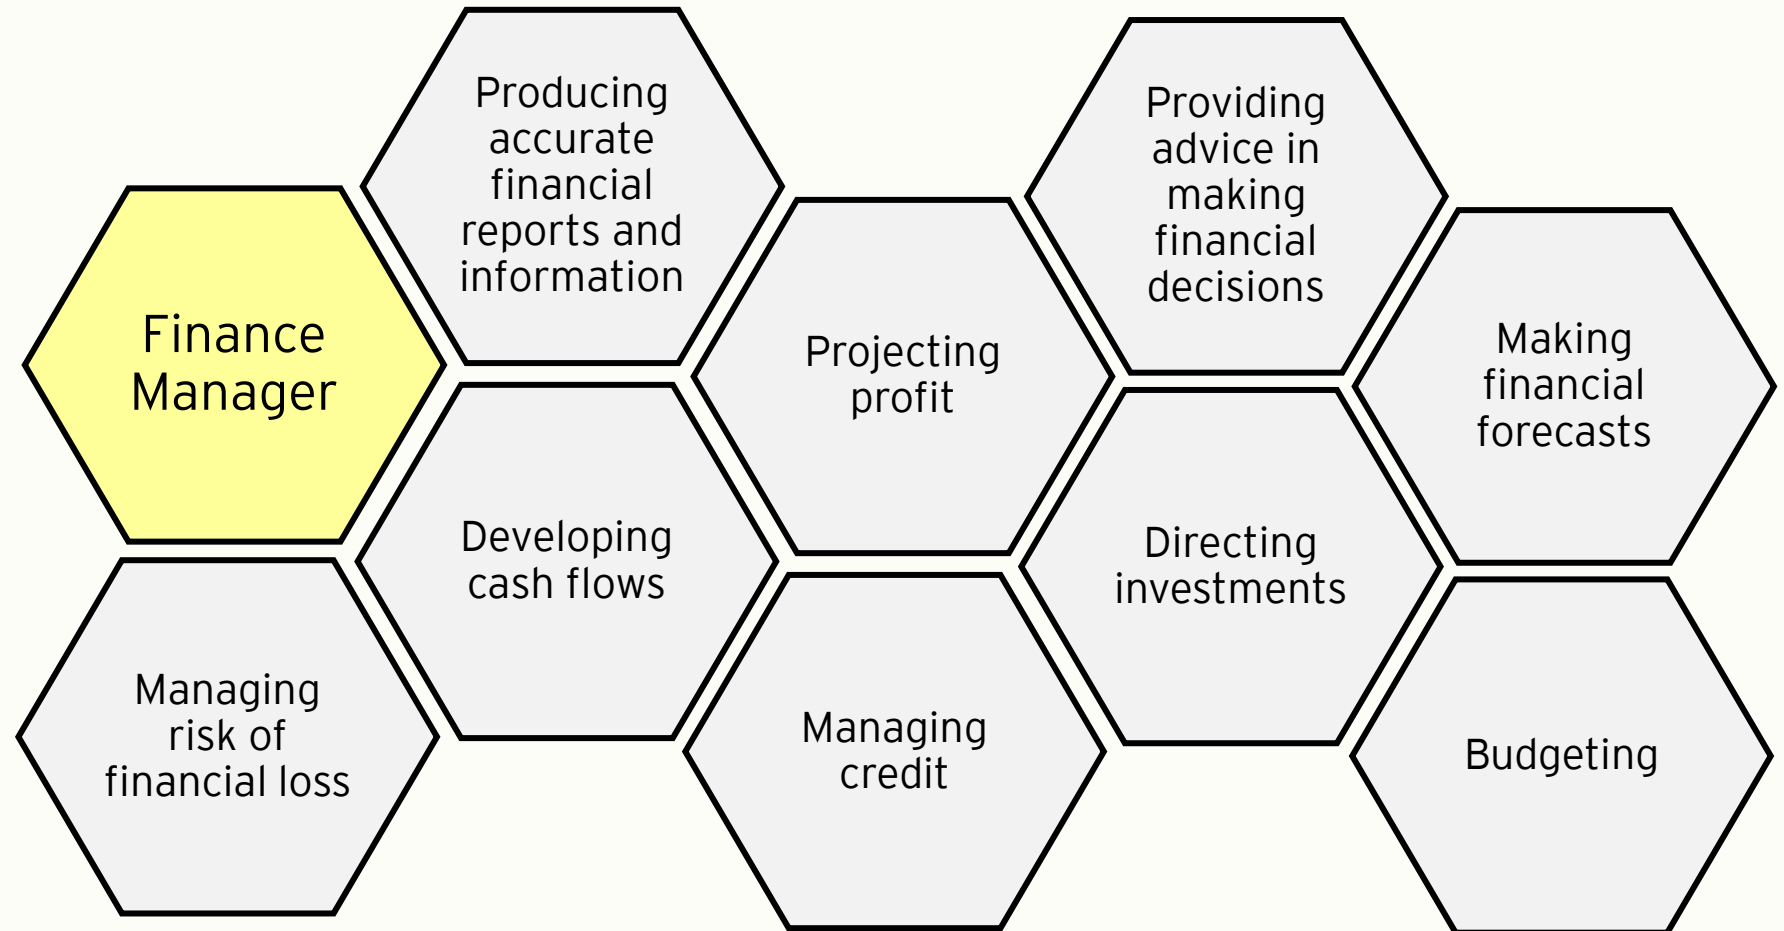 Finance
Manager
Producing
accurate
financial
reports and
information
Projecting
profit
Providing
advice in
making
financial
decisions
Making
financial
forecasts
Managing
risk of
financial loss
Developing
cash flows
Managing
credit
Directing
investments
Budgeting